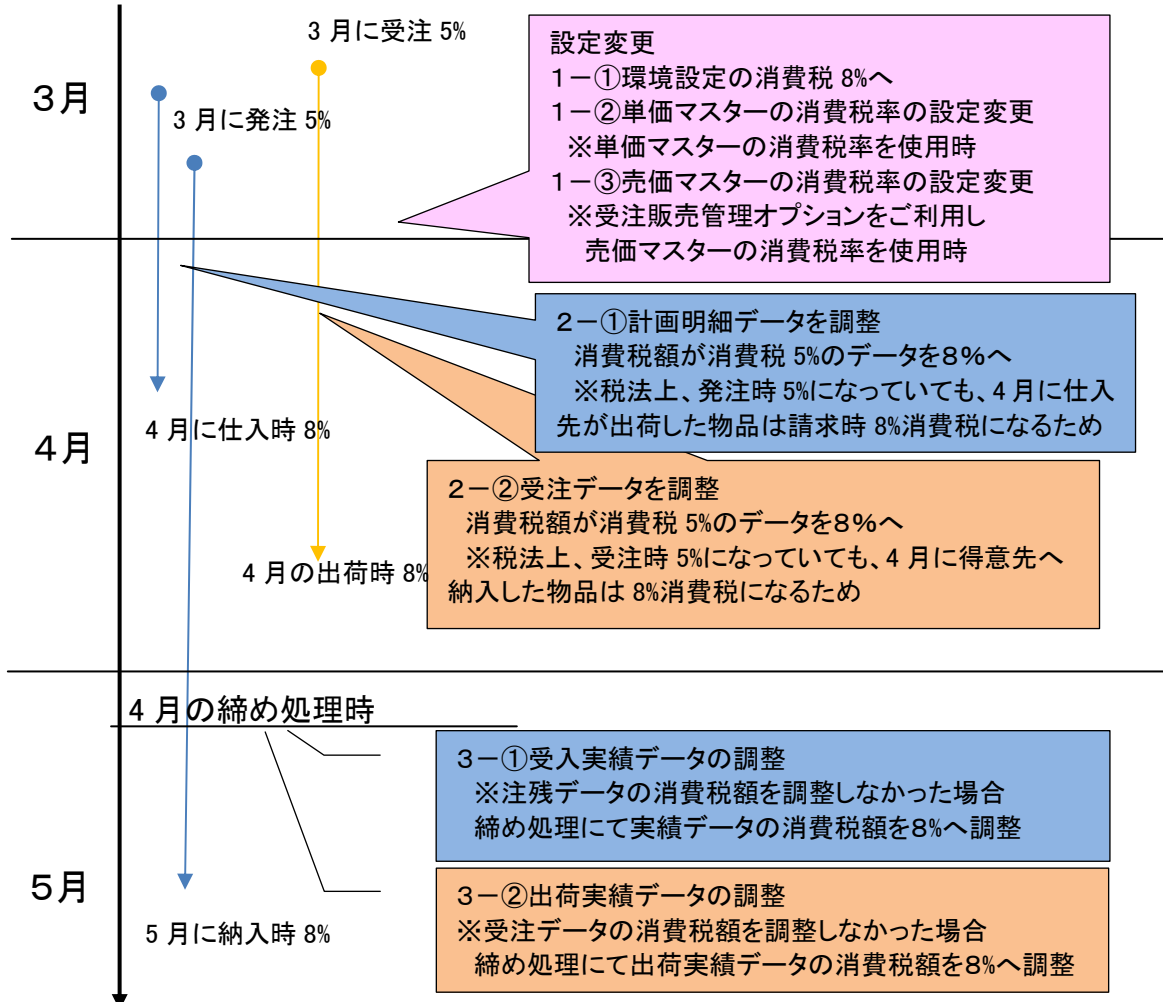 3 月に受注 5%
3月
3 月に発注 5%
設定変更
1-①環境設定の消費税 8%へ
1-②単価マスターの消費税率の設定変更
※単価マスターの消費税率を使用時
1-③売価マスターの消費税率の設定変更
※受注販売管理オプションをご利用し
売価マスターの消費税率を使用時
2-①計画明細データを調整
消費税額が消費税 5%のデータを8%へ
※税法上、発注時 5%になっていても、4 月に仕入
先が出荷した物品は請求時 8%消費税になるため
4月
4 月に仕入時 8%
2-②受注データを調整
消費税額が消費税 5%のデータを8%へ
※税法上、受注時 5%になっていても、4 月に得意先へ
納入した物品は 8%消費税になるため
4 月の出荷時 8%
4 月の締め処理時
3-①受入実績データの調整
※注残データの消費税額を調整しなかった場合
締め処理にて実績データの消費税額を8%へ調整
5月
5 月に納入時 8%
3-②出荷実績データの調整
※受注データの消費税額を調整しなかった場合
締め処理にて出荷実績データの消費税額を8%へ調整